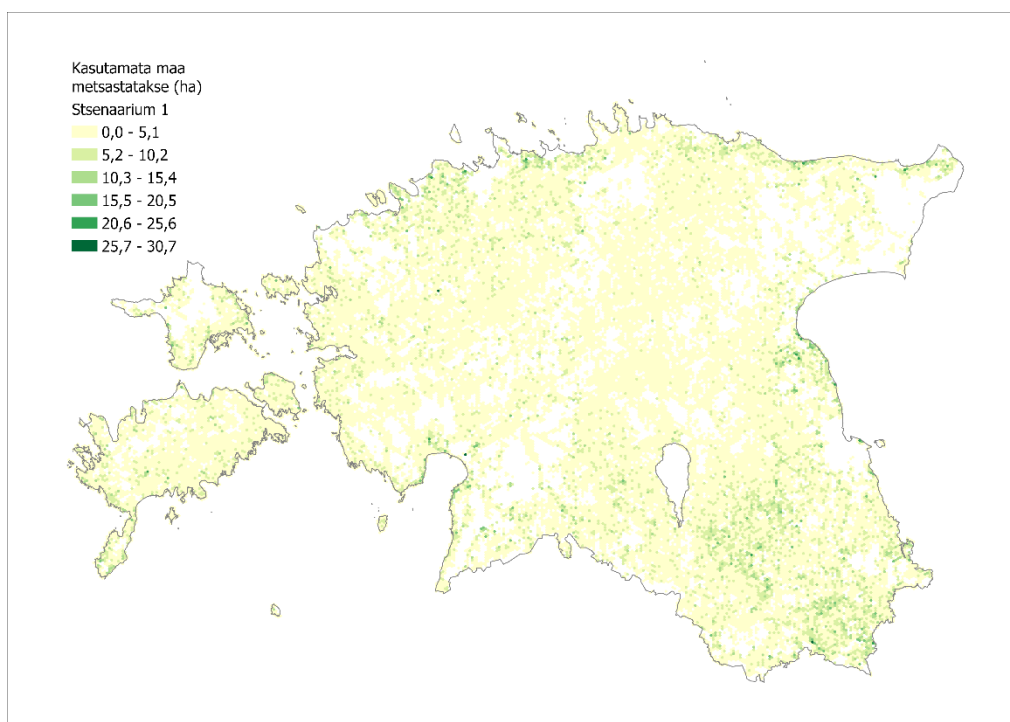 Kasutamata maa
metsastatakse (ha)
Stsenaarium 1
0,0 - 5,1
5,2 - 10,2
10,3 - 15,4
15,5 - 20,5
20,6 - 25,6
25,7 - 30,7